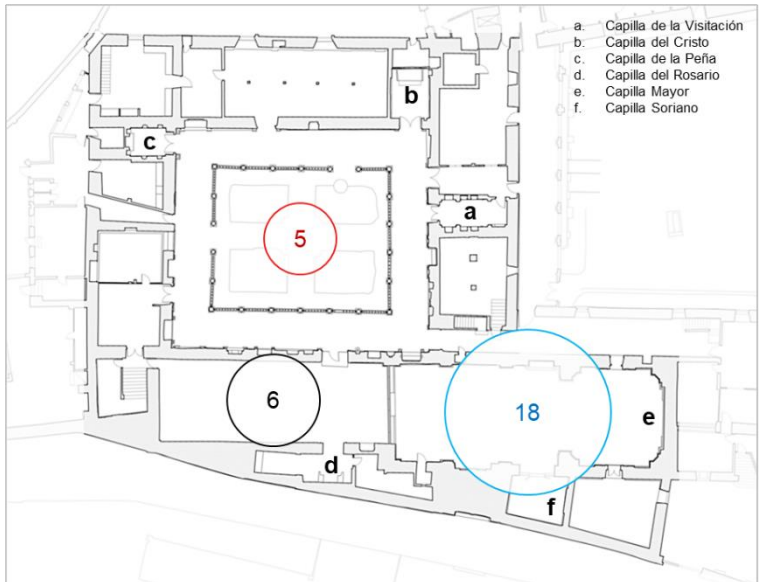 a. Capilla de la Visitación
b. Capilla del Cristo
c. Capilla de la Peña
d. Capilla del Rosario
e. Capilla Mayor
f. Capilla Soriano
b
c
a
5
6
18
e
d
f